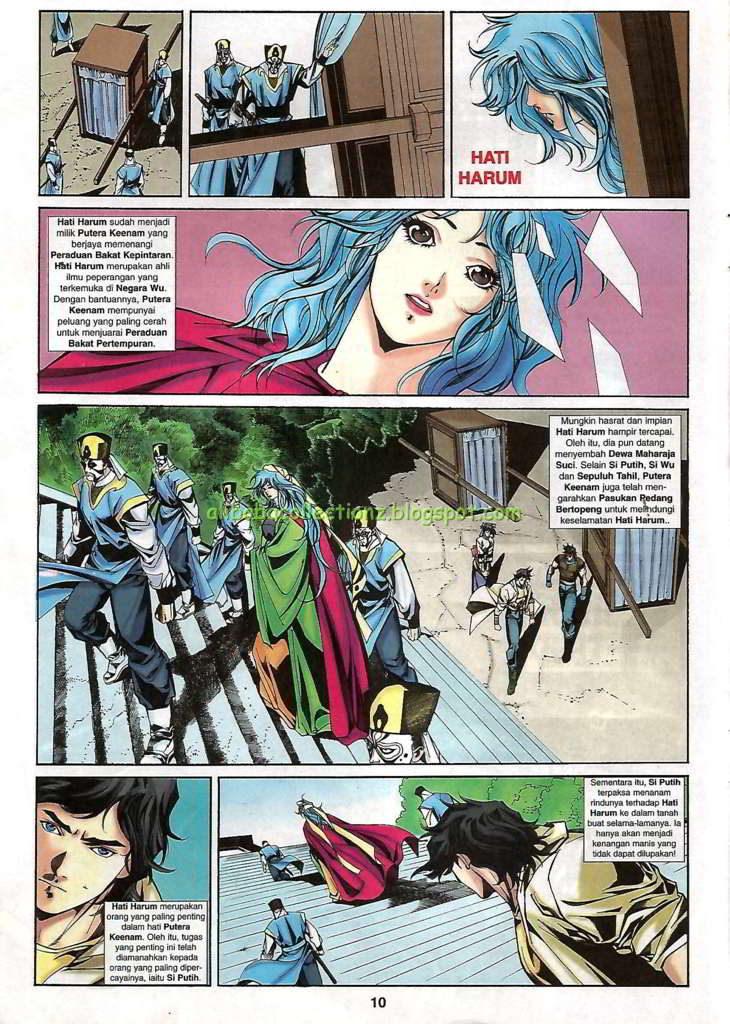 HATI
HARUM
Hati Harum sudah menjadi
milik Putera Keenam yang
berjaya memenangi
Peraduan Bakat Kepintaran.
Hati Harum merupakan ahli
ilmu peperangan yang
terkemuka di Negara Wu.
Dengan bantuannya, Putera
Keenam mempunyai
peluang yang paling cerah
untuk menjuarai Peraduan
Bakat Pertempuran.
Mungkin hasrat dan impian
Hati Harum hampir tercapai.
Oleh itu, dia pun datang
menyembah Dewa Maharaja
Suci. Selain Si Putih, Si Wu
dan Sepuluh Tahil, Putera
Keenam juga telah men-
garahkan Pasukan Pedang
Bertopeng untuk melindungi
keselamatan Hati Harum..
alibabacollectionz.blogspot.com
Hati Harum merupakan
orang yang paling penting
dalam hati Putera
Keenam. Oleh itu, tugas
yang penting ini telah
diamanahkan kepada
orang yang paling diper-
cayainya, iaitu Si Putih.
Sementara itu, Si Putih
terpaksa menanam
rindunya terhadap Hati
Harum ke dalam tanah
buat selama-lamanya. Ia
hanya akan menjadi
kenangan manis yang
tidak dapat dilupakan!
10